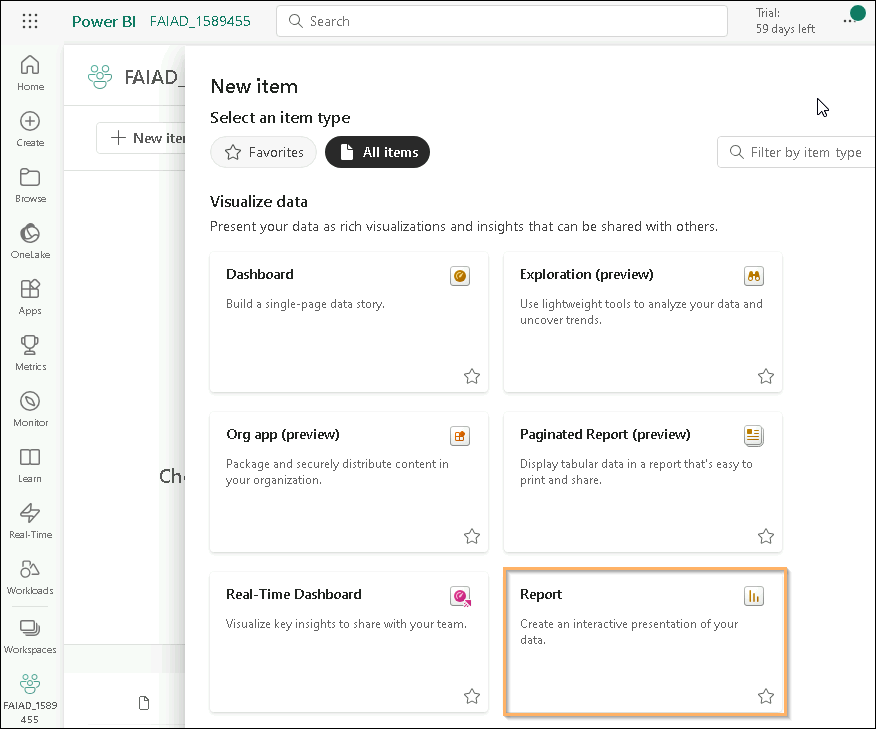 Power BI FAIAD_1589455
Search
Trial:
59 days left
Home
Create
Browse
OneLake
Apps
Metrics
Monitor
Learn
Real-Time
Workloads
Workspaces
FAIAD_1589
455
FAIAD_
New iter
Che
New item
Select an item type
Favorites
All items
Filter by item type
Visualize data
Present your data as rich visualizations and insights that can be shared with others.
Dashboard
Build a single-page data story.
Exploration (preview)
Use lightweight tools to analyze your data and
uncover trends.
Org app (preview)
Package and securely distribute content in
your organization.
Paginated Report (preview)
Display tabular data in a report that's easy to
print and share.
Real-Time Dashboard
Visualize key insights to share with your team.
Report
Create an interactive presentation of your
data.